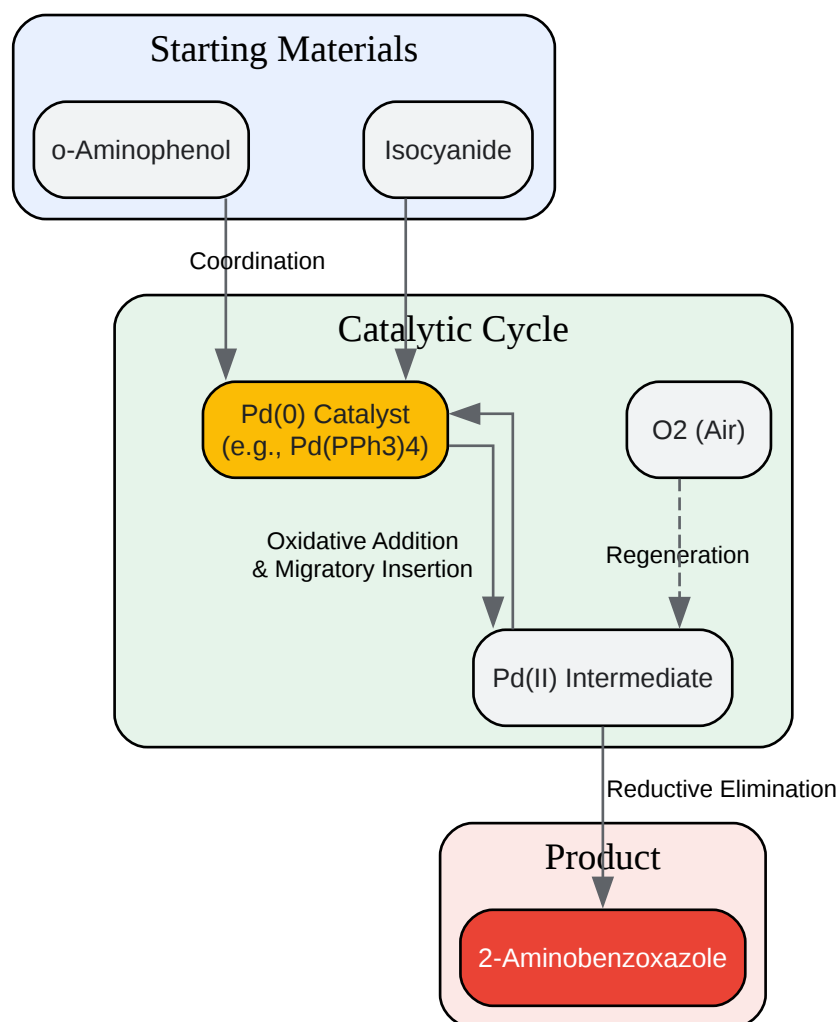 Starting Materials
o-Aminophenol
Isocyanide
Coordination
Catalytic Cycle
Pd(0) Catalyst
(e.g., Pd(PPh3)4)
O2 (Air)
Oxidative Addition
& Migratory Insertion
Regeneration
Pd(II) Intermediate
Reductive Elimination
Product
2-Aminobenzoxazole